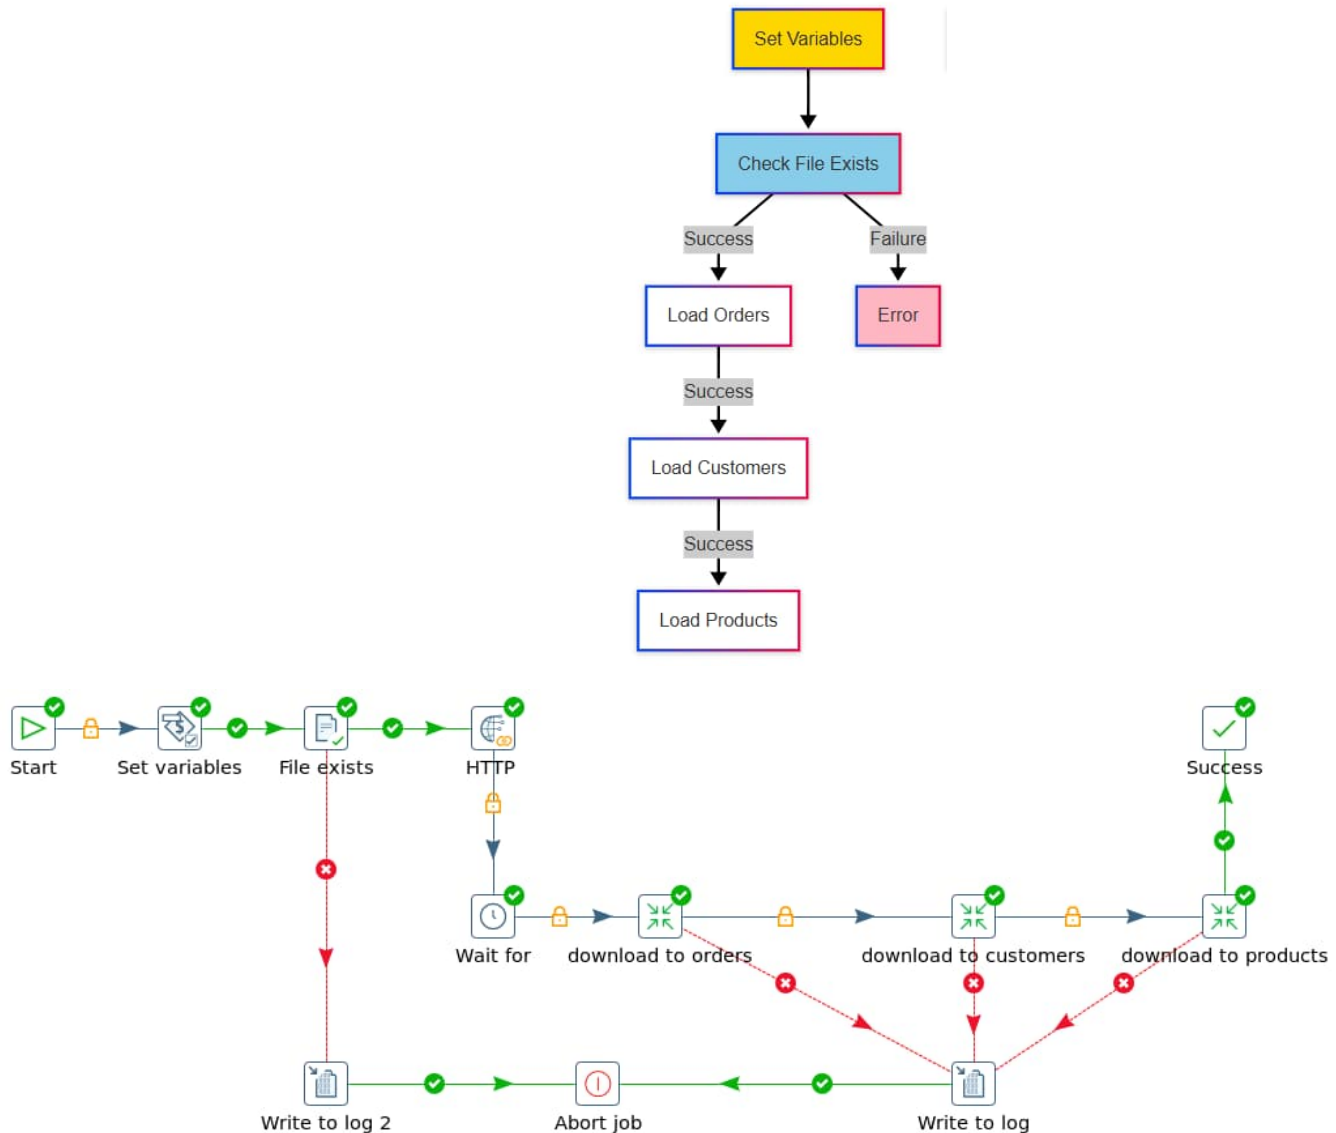 Set Variables
Check File Exists
Success
Failure
Load Orders
Error
Success
Load Customers
Success
Load Products
Start
Set variables
File exists
HTTP
Success
Wait for
download to orders
download to customers
download to products
Write to log 2
Abort job
Write to log